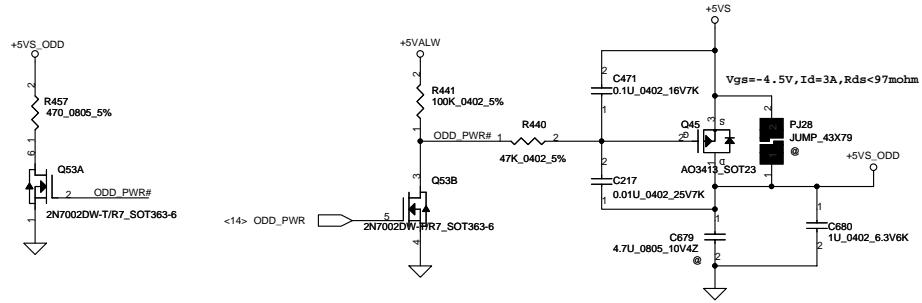 +5VS_ODD
2
R457
470_0805_5%
1
6
Q53A
2
ODD_PWR#
2N7002DW-T/R7_SOT363-6
1
+5VALW
2
R441
100K_0402_5%
1
ODD_PWR#
3
Q53B
<14> ODD_PWR
5
2N7002DW-T/R7_SOT363-6
4
1
R440
2
47K_0402_5%
+5VS
Vgs=-4.5V,Id=3A,Rds<97mohm
2
C471
0.1U_0402_16V7K
1
Q45
3
S
G
2
1
D
AO3413_SOT23
2
PJ28
1
JUMP_43X79
@
+5VS_ODD
2
C217
0.01U_0402_25V7K
1
1
C679
4.7U_0805_10V4Z
2
@
1
C680
1U_0402_6.3V6K
2